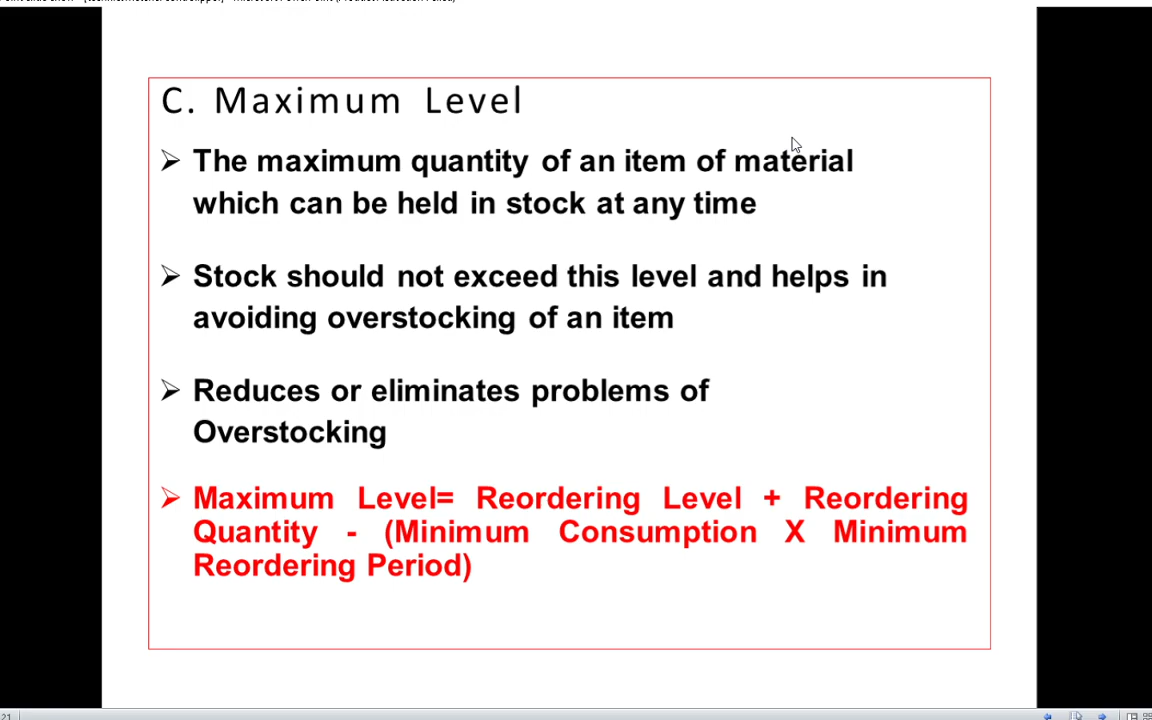 C. Maximum Level
➢ The maximum quantity of an item of material
which can be held in stock at any time
➢ Stock should not exceed this level and helps in
avoiding overstocking of an item
➢ Reduces or eliminates problems of
Overstocking
➢ Maximum Level= Reordering Level + Reordering
Quantity - (Minimum Consumption X Minimum
Reordering Period)
21